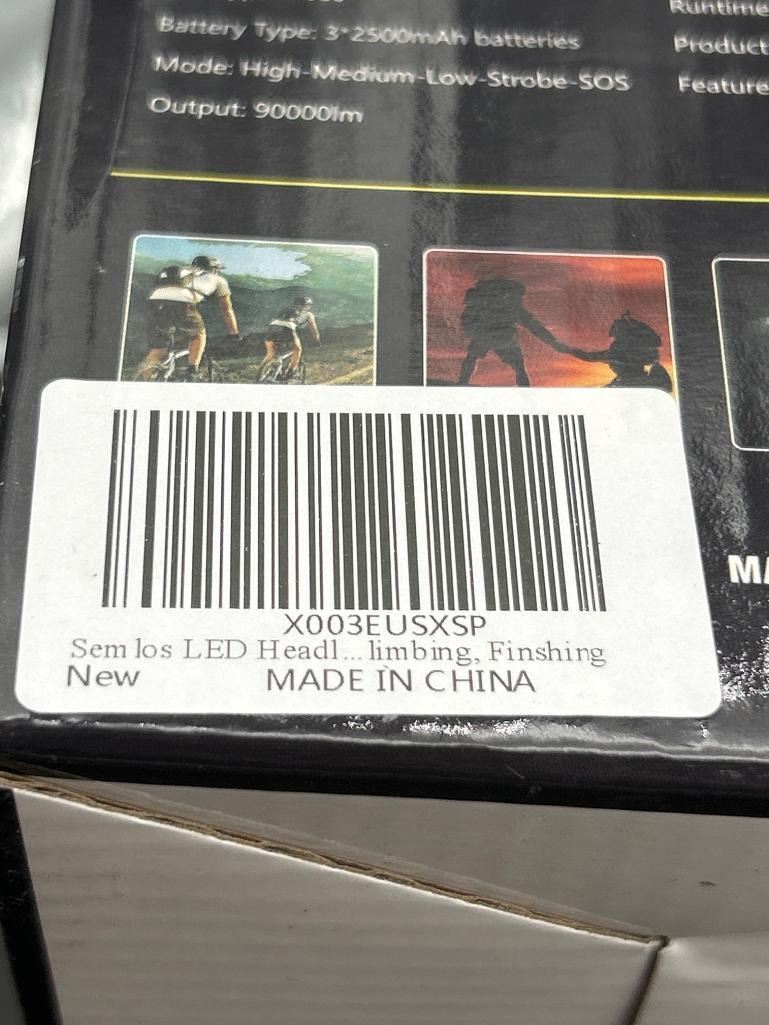 Runtime
Battery Type: 3*2500mAh batteries
Product
Mode: High-Medium-Low-Strobe-SOS
Feature
Output: 90000lm
MA
X003EUSXSP
Sem los LED Headl... limbing, Finshing
New MADE IN CHINA